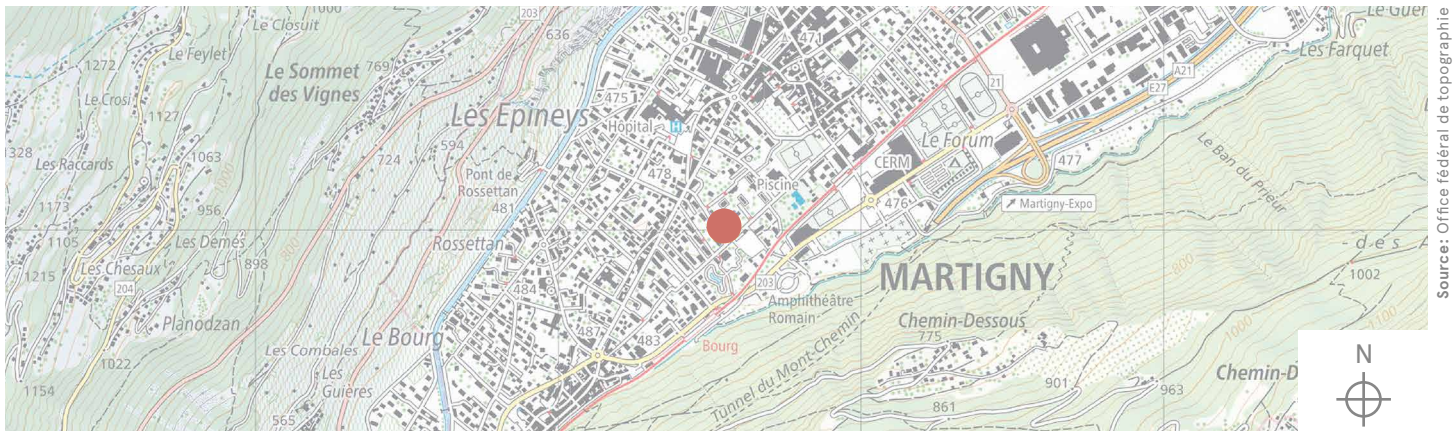 Le Closuit
203
636
471
Le Guer
Les Farquet
1272
Le Feylet
Le Sommet
des Vignes
769
21
A21
E27
Le Crosi
1127
475
Les Epineys
Hôpital
H
Le Forum
328
Les Raccards
1063
724
594
Pont de
Rossettan
481
478
Piscine
CERM
477
Le Ban du Prieur
1000
1173
956
476
Martigny-Expo
1105
Les Dèmes
Rossettan
- des
1215
Les Chesaux
898
800
800
1002
204
484
203
MARTIGNY
Amphithéâtre
Romain
Planodzan
Le Bourg
487
483
Bourg
Chemin-Dessous
775
1000
1100
Les Combales
1022
Les
Guières
Tunnel du Mont-Chemin
1154
565
861
901
963
Chemin-D
N
Source: Office fédéral de topographie